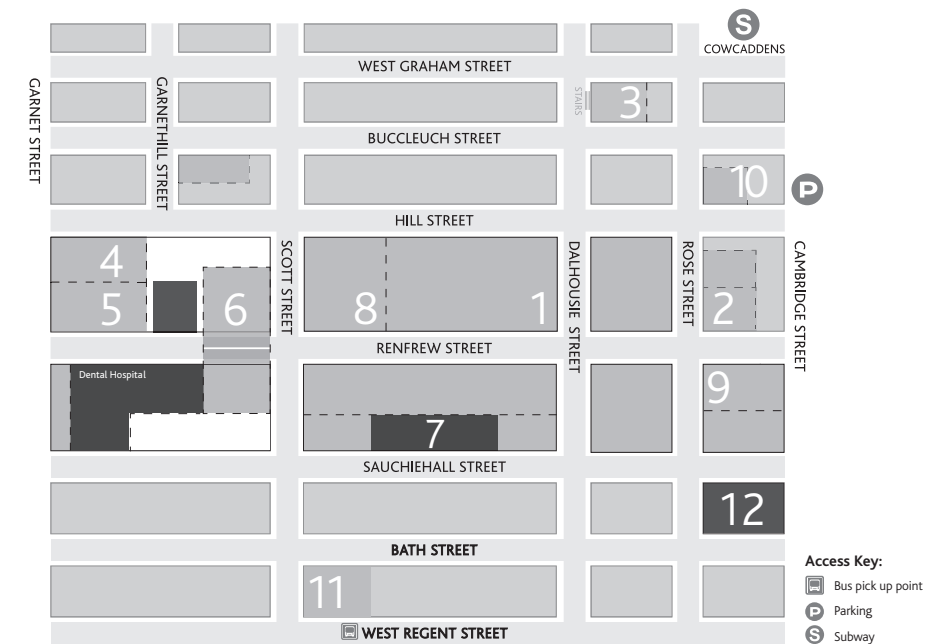 S
COWCADDENS
WEST GRAHAM STREET
GARNET STREET
GARNETHILL STREET
STAIRS
3
BUCCLEUCH STREET
10
P
HILL STREET
4
5
6
SCOTT STREET
8
1
DALHOUSIE STREET
ROSE STREET
2
CAMBRIDGE STREET
RENFREW STREET
Dental Hospital
7
9
SAUCHIEHALL STREET
12
BATH STREET
11
WEST REGENT STREET
Access Key:
Bus pick up point
P Parking
S Subway